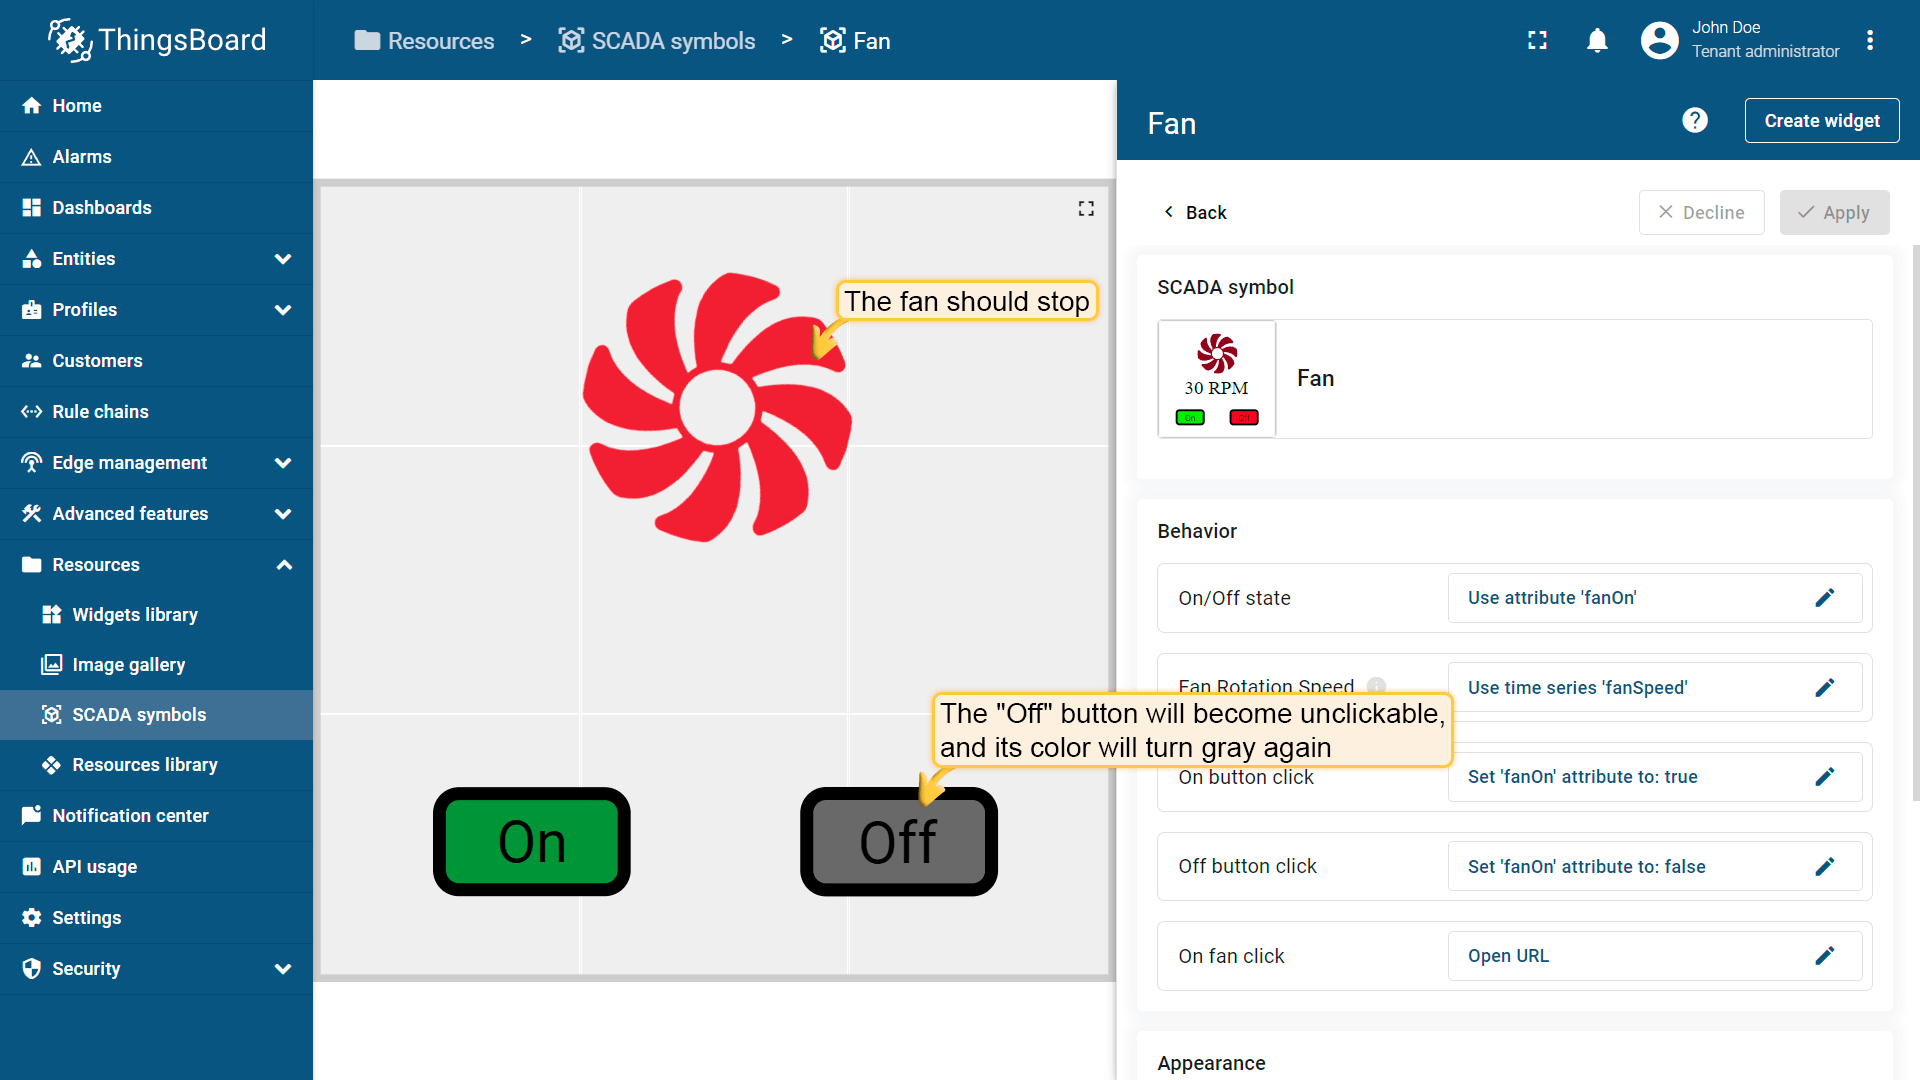 ThingsBoard
Resources > SCADA symbols > Fan
John Doe
Tenant administrator
Home
Alarms
Dashboards
Entities
Profiles
Customers
Rule chains
Edge management
Advanced features
Resources
Widgets library
Image gallery
SCADA symbols
Resources library
Notification center
API usage
Settings
Security
The fan should stop
The "Off" button will become unclickable,
and its color will turn gray again
On
Off
Fan
? Create widget
Back
Decline
Apply
SCADA symbol
30 RPM
On
Off
Fan
Behavior
On/Off state
Use attribute 'fanOn'
Fan Rotation Speed
Use time series 'fanSpeed'
On button click
Set 'fanOn' attribute to: true
Off button click
Set 'fanOn' attribute to: false
On fan click
Open URL
Appearance